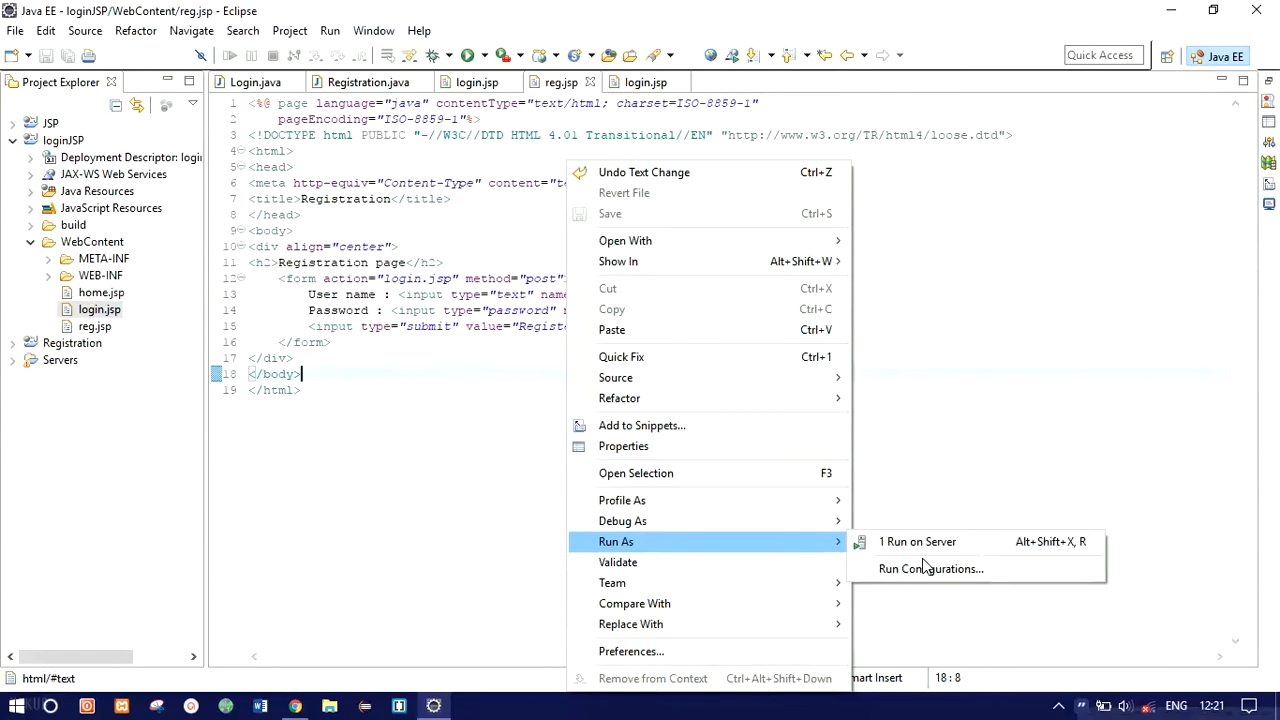 Java EE - loginJSP/WebContent/reg.jsp - Eclipse
File Edit Source Refactor Navigate Search Project Run Window Help
Quick Access
Java EE
Project Explorer
Login.java
Registration.java
login.jsp
reg.jsp
login.jsp
JSP
loginJSP
Deployment Descriptor: logi
JAX-WS Web Services
Java Resources
JavaScript Resources
build
WebContent
META-INF
WEB-INF
home.jsp
login.jsp
reg.jsp
Registration
Servers
1 <%@ page language="java" contentType="text/html; charset=ISO-8859-1"
2 pageEncoding="ISO-8859-1"%>
3 <!DOCTYPE html PUBLIC "-//W3C//DTD HTML 4.01 Transitional//EN" "http://www.w3.org/TR/html4/loose.dtd">
4 <html>
5 <head>
6 <meta http-equiv="Content-Type" content="te
7 <title>Registration</title>
8 </head>
9 <body>
10 <div align="center">
11 <h2>Registration page</h2>
12 <form action="login.jsp" method="post"
13 User name : <input type="text" name
14 Password : <input type="password" n
15 <input type="submit" value="Registe
16 </form>
17 </div>
18 </body>
19 </html>
Undo Text Change Ctrl+Z
Revert File
Save Ctrl+S
Open With
Show In Alt+Shift+W
Cut Ctrl+X
Copy Ctrl+C
Paste Ctrl+V
Quick Fix Ctrl+1
Source
Refactor
Add to Snippets...
Properties
Open Selection F3
Profile As
Debug As
Run As
Validate
Team
Compare With
Replace With
Preferences...
Remove from Context Ctrl+Alt+Shift+Down
1 Run on Server Alt+Shift+X, R
Run Configurations...
html/#text
mart Insert
18 : 8
ENG 12:21